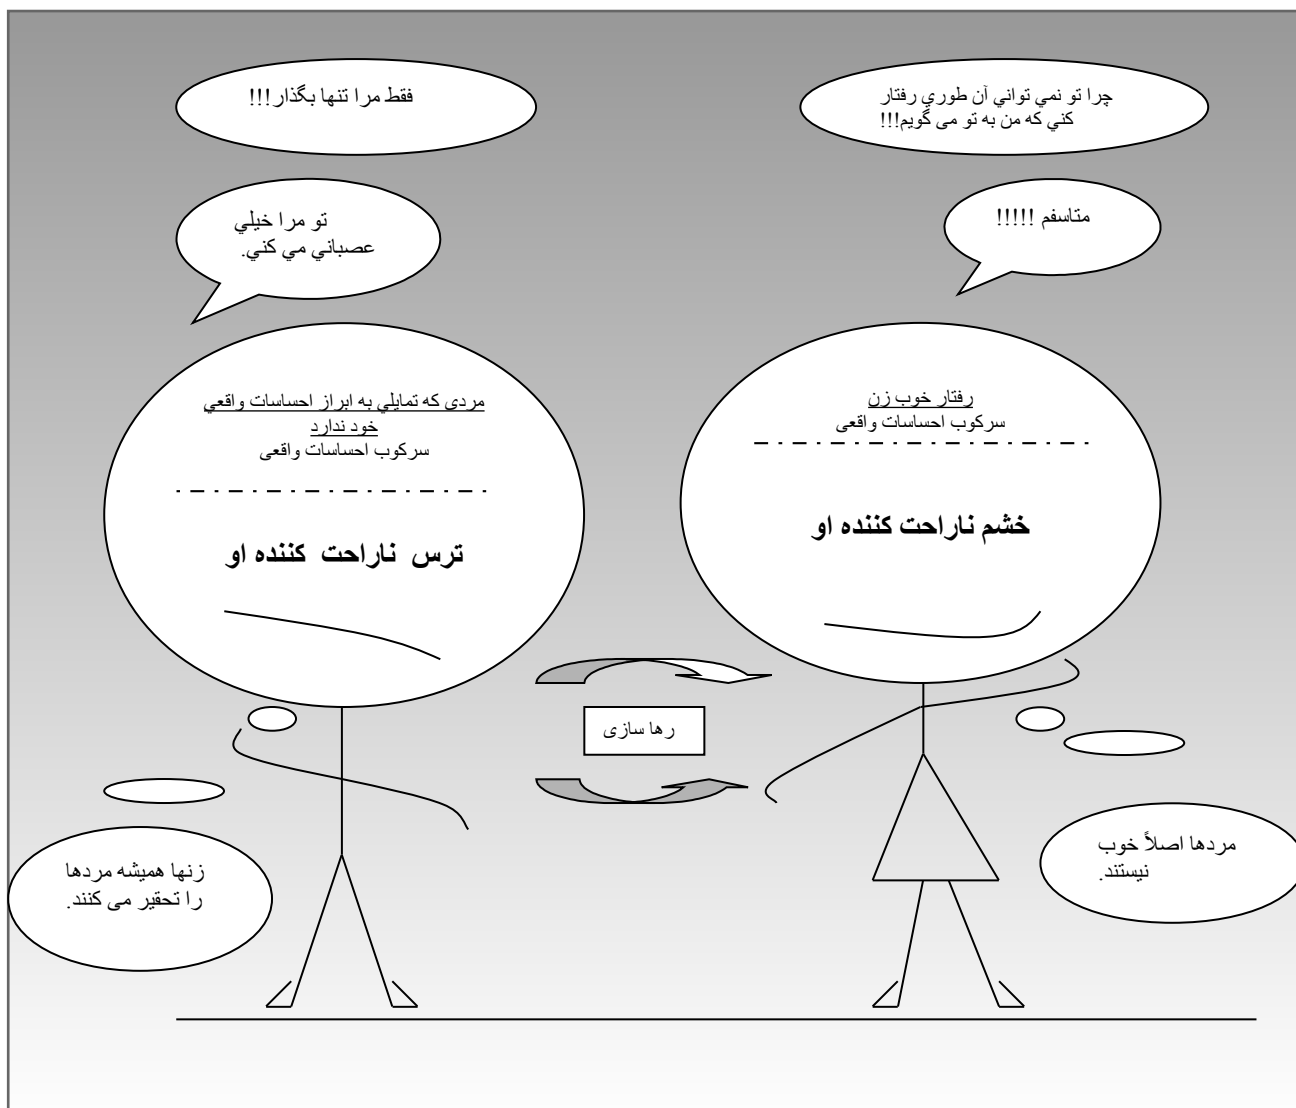 فقط مرا تنها بگذار!!!
چرا تو نمي تواني آن طوري رفتار
كني كه من به تو می گویم!!!
تو مرا خيلي
عصباني مي كني.
متاسفم !!!!!
مردی که تمايلي به ابراز احساسات واقعي
خود ندارد
سرکوب احساسات واقعی
ترس ناراحت کننده او
رفتار خوب زن
سرکوب احساسات واقعی
خشم ناراحت کننده او
رها سازی
زنها همیشه مردها
را تحقیر می کنند.
مردها اصلاً خوب
نیستند.